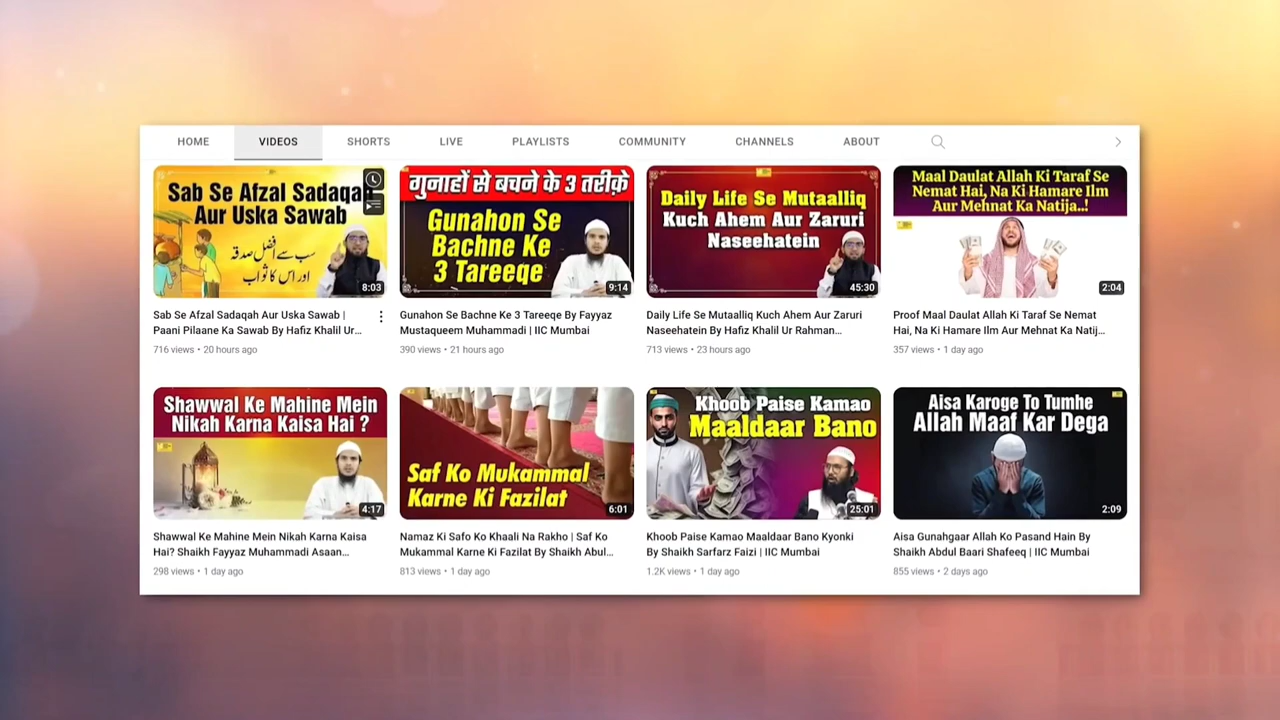 HOME
VIDEOS
SHORTS
LIVE
PLAYLISTS
COMMUNITY
CHANNELS
ABOUT
Sab Se Afzal Sadaqah
Aur Uska Sawab
سب سے افضل صدقہ
اور اس کا ثواب
8:03
Sab Se Afzal Sadaqah Aur Uska Sawab |
Paani Pilaane Ka Sawab By Hafiz Khalil Ur...
716 views • 20 hours ago
गुनाहों से बचने के 3 तरीक़े
Gunahon Se
Bachne Ke
3 Tareeqe
9:14
Gunahon Se Bachne Ke 3 Tareeqe By Fayyaz
Mustaqueem Muhammadi | IIC Mumbai
390 views • 21 hours ago
Daily Life Se Mutaalliq
Kuch Ahem Aur Zaruri
Naseehatein
45:30
Daily Life Se Mutaalliq Kuch Ahem Aur Zaruri
Naseehatein By Hafiz Khalil Ur Rahman...
713 views • 23 hours ago
Maal Daulat Allah Ki Taraf Se
Nemat Hai, Na Ki Hamare Ilm
Aur Mehnat Ka Natija..!
2:04
Proof Maal Daulat Allah Ki Taraf Se Nemat
Hai, Na Ki Hamare Ilm Aur Mehnat Ka Natij...
357 views • 1 day ago
Shawwal Ke Mahine Mein
Nikah Karna Kaisa Hai ?
4:17
Shawwal Ke Mahine Mein Nikah Karna Kaisa
Hai? Shaikh Fayyaz Muhammadi Asaan...
298 views • 1 day ago
Saf Ko Mukammal
Karne Ki Fazilat
6:01
Namaz Ki Safo Ko Khaali Na Rakho | Saf Ko
Mukammal Karne Ki Fazilat By Shaikh Abul...
813 views • 1 day ago
Khoob Paise Kamao
Maaldaar Bano
25:01
Khoob Paise Kamao Maaldaar Bano Kyonki
By Shaikh Sarfarz Faizi | IIC Mumbai
1.2K views • 1 day ago
Aisa Karoge To Tumhe
Allah Maaf Kar Dega
2:09
Aisa Gunahgaar Allah Ko Pasand Hain By
Shaikh Abdul Baari Shafeeq | IIC Mumbai
855 views • 2 days ago